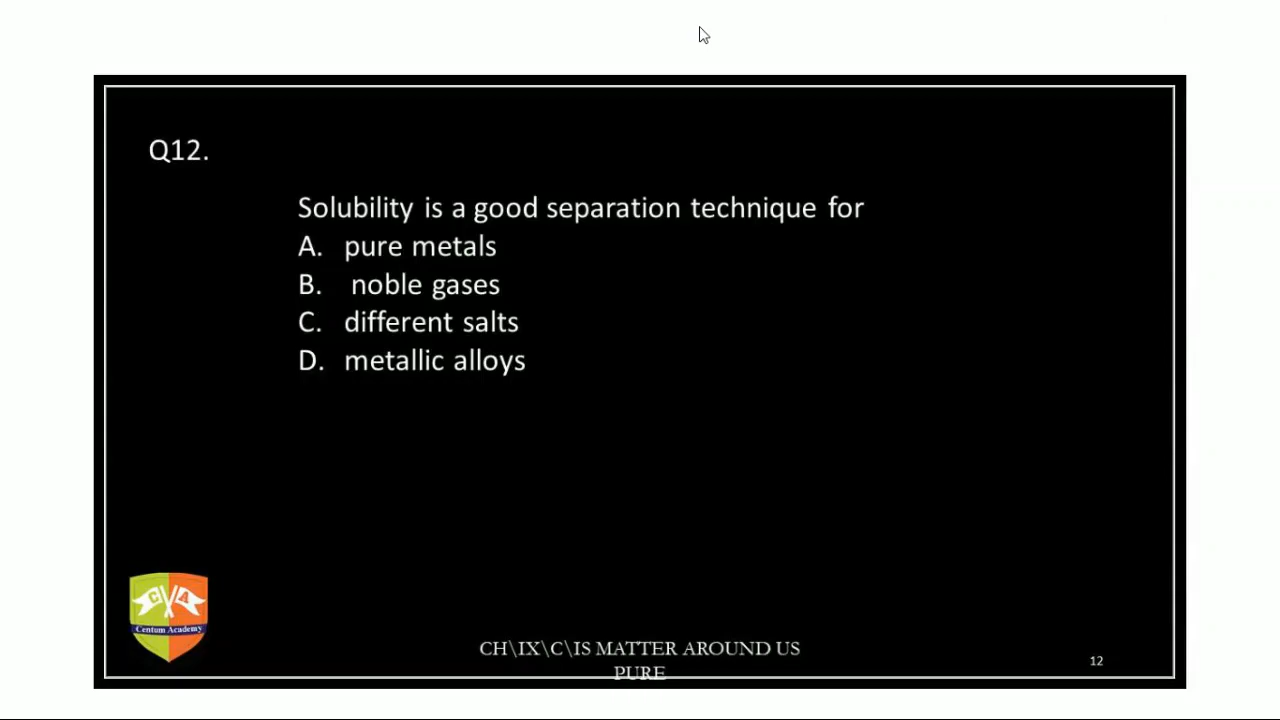 Q12.
Solubility is a good separation technique for
A. pure metals
B. noble gases
C. different salts
D. metallic alloys
C A
Centum Academy
CH\IX\C\IS MATTER AROUND US
PURE
12